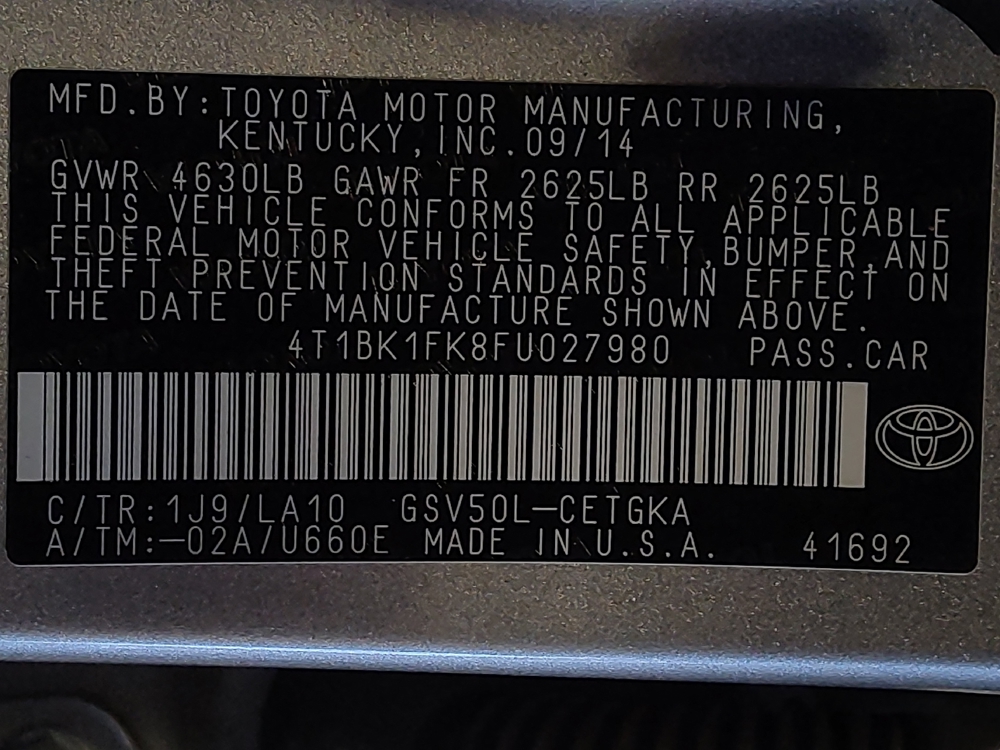 MFD.BY:TOYOTA MOTOR MANUFACTURING,
KENTUCKY,INC.09/14
GVWR 4630LB GAWR FR 2625LB RR 2625LB
THIS VEHICLE CONFORMS TO ALL APPLICABLE
FEDERAL MOTOR VEHICLE SAFETY,BUMPER,AND
THEFT PREVENTION STANDARDS IN EFFECT ON
THE DATE OF MANUFACTURE SHOWN ABOVE.
4T1BK1FK8FU027980 PASS.CAR
C/TR:1J9/LA10 GSV50L-CETGKA
A/TM:-02A/U660E MADE IN U.S.A. 41692